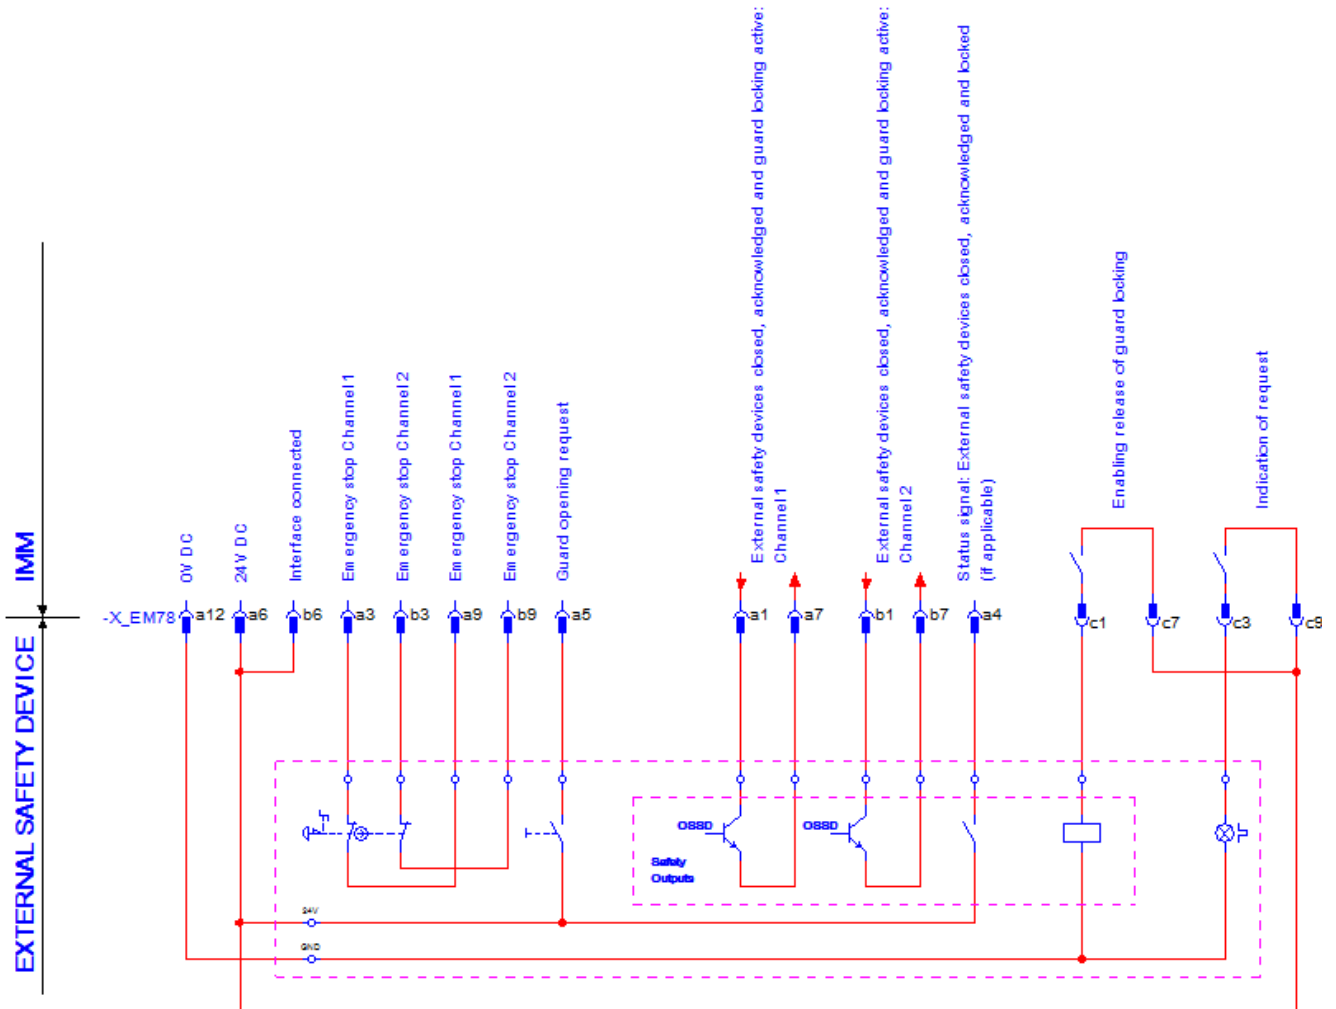 External safety devices closed, acknowledged and guard locking active:
Channel 1
External safety devices closed, acknowledged and guard locking active:
Channel 2
Status signal: External safety devices closed, acknowledged and locked
(if applicable)
Enabling release of guard locking
Indication of request
IMM
EXTERNAL SAFETY DEVICE
0V DC
24V DC
Interface connected
Emergency stop Channel 1
Emergency stop Channel 2
Emergency stop Channel 1
Emergency stop Channel 2
Guard opening request
-X_EM78 a12 a6 b6 a3 b3 a9 b9 a5 a1 a7 b1 b7 a4 c1 c7 c3 c9
OSSD OSSD
Safety
Outputs
24V
GND